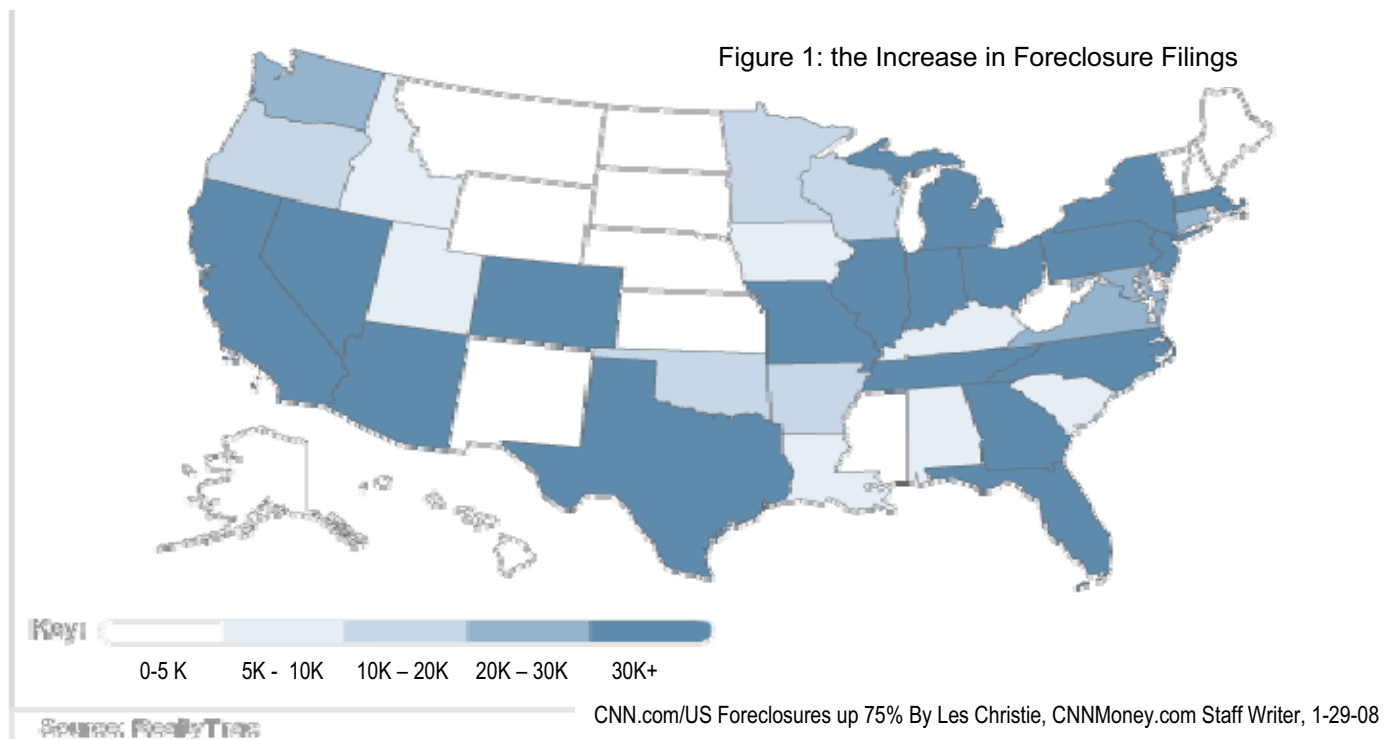 Figure 1: the Increase in Foreclosure Filings
Key:
0-5 K 5K - 10K 10K – 20K 20K – 30K 30K+
Source: RealtyTrac
CNN.com/US Foreclosures up 75% By Les Christie, CNNMoney.com Staff Writer, 1-29-08